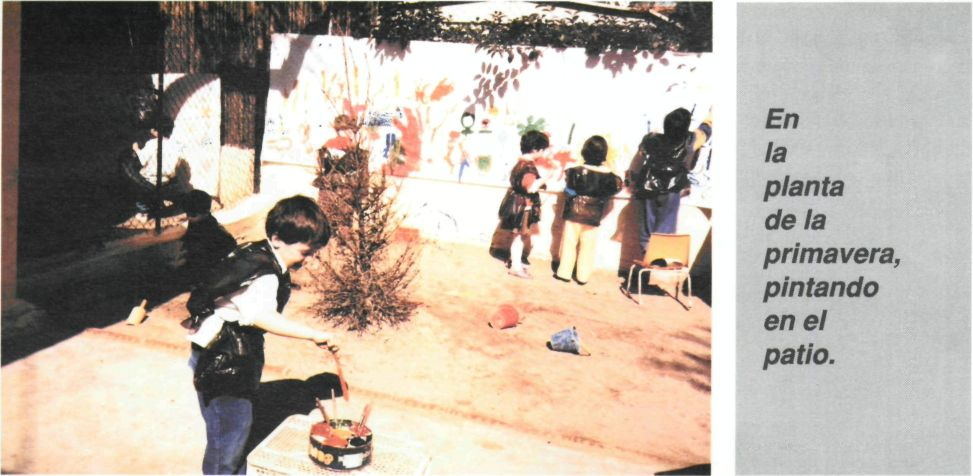 En
la
planta
de la
primavera,
pintando
en el
patio.